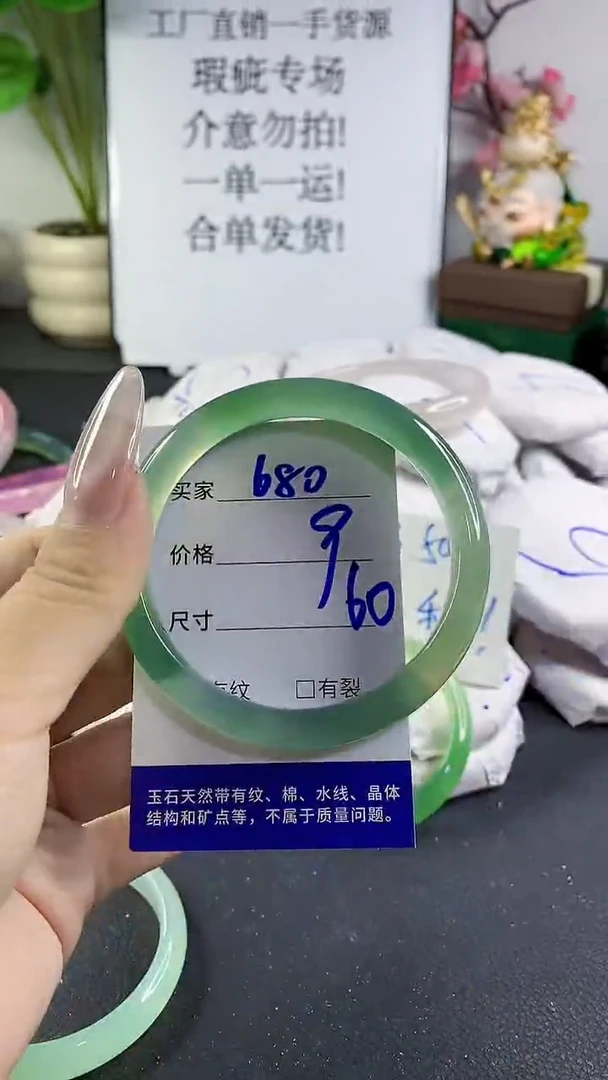 工厂直销一手货源
瑕疵专场
介意勿拍!
一单一运!
合单发货!
买家 680
价格 9
尺寸 60
有纹 □有裂
50
玉石天然带有纹、棉、水线、晶体
结构和矿点等，不属于质量问题。